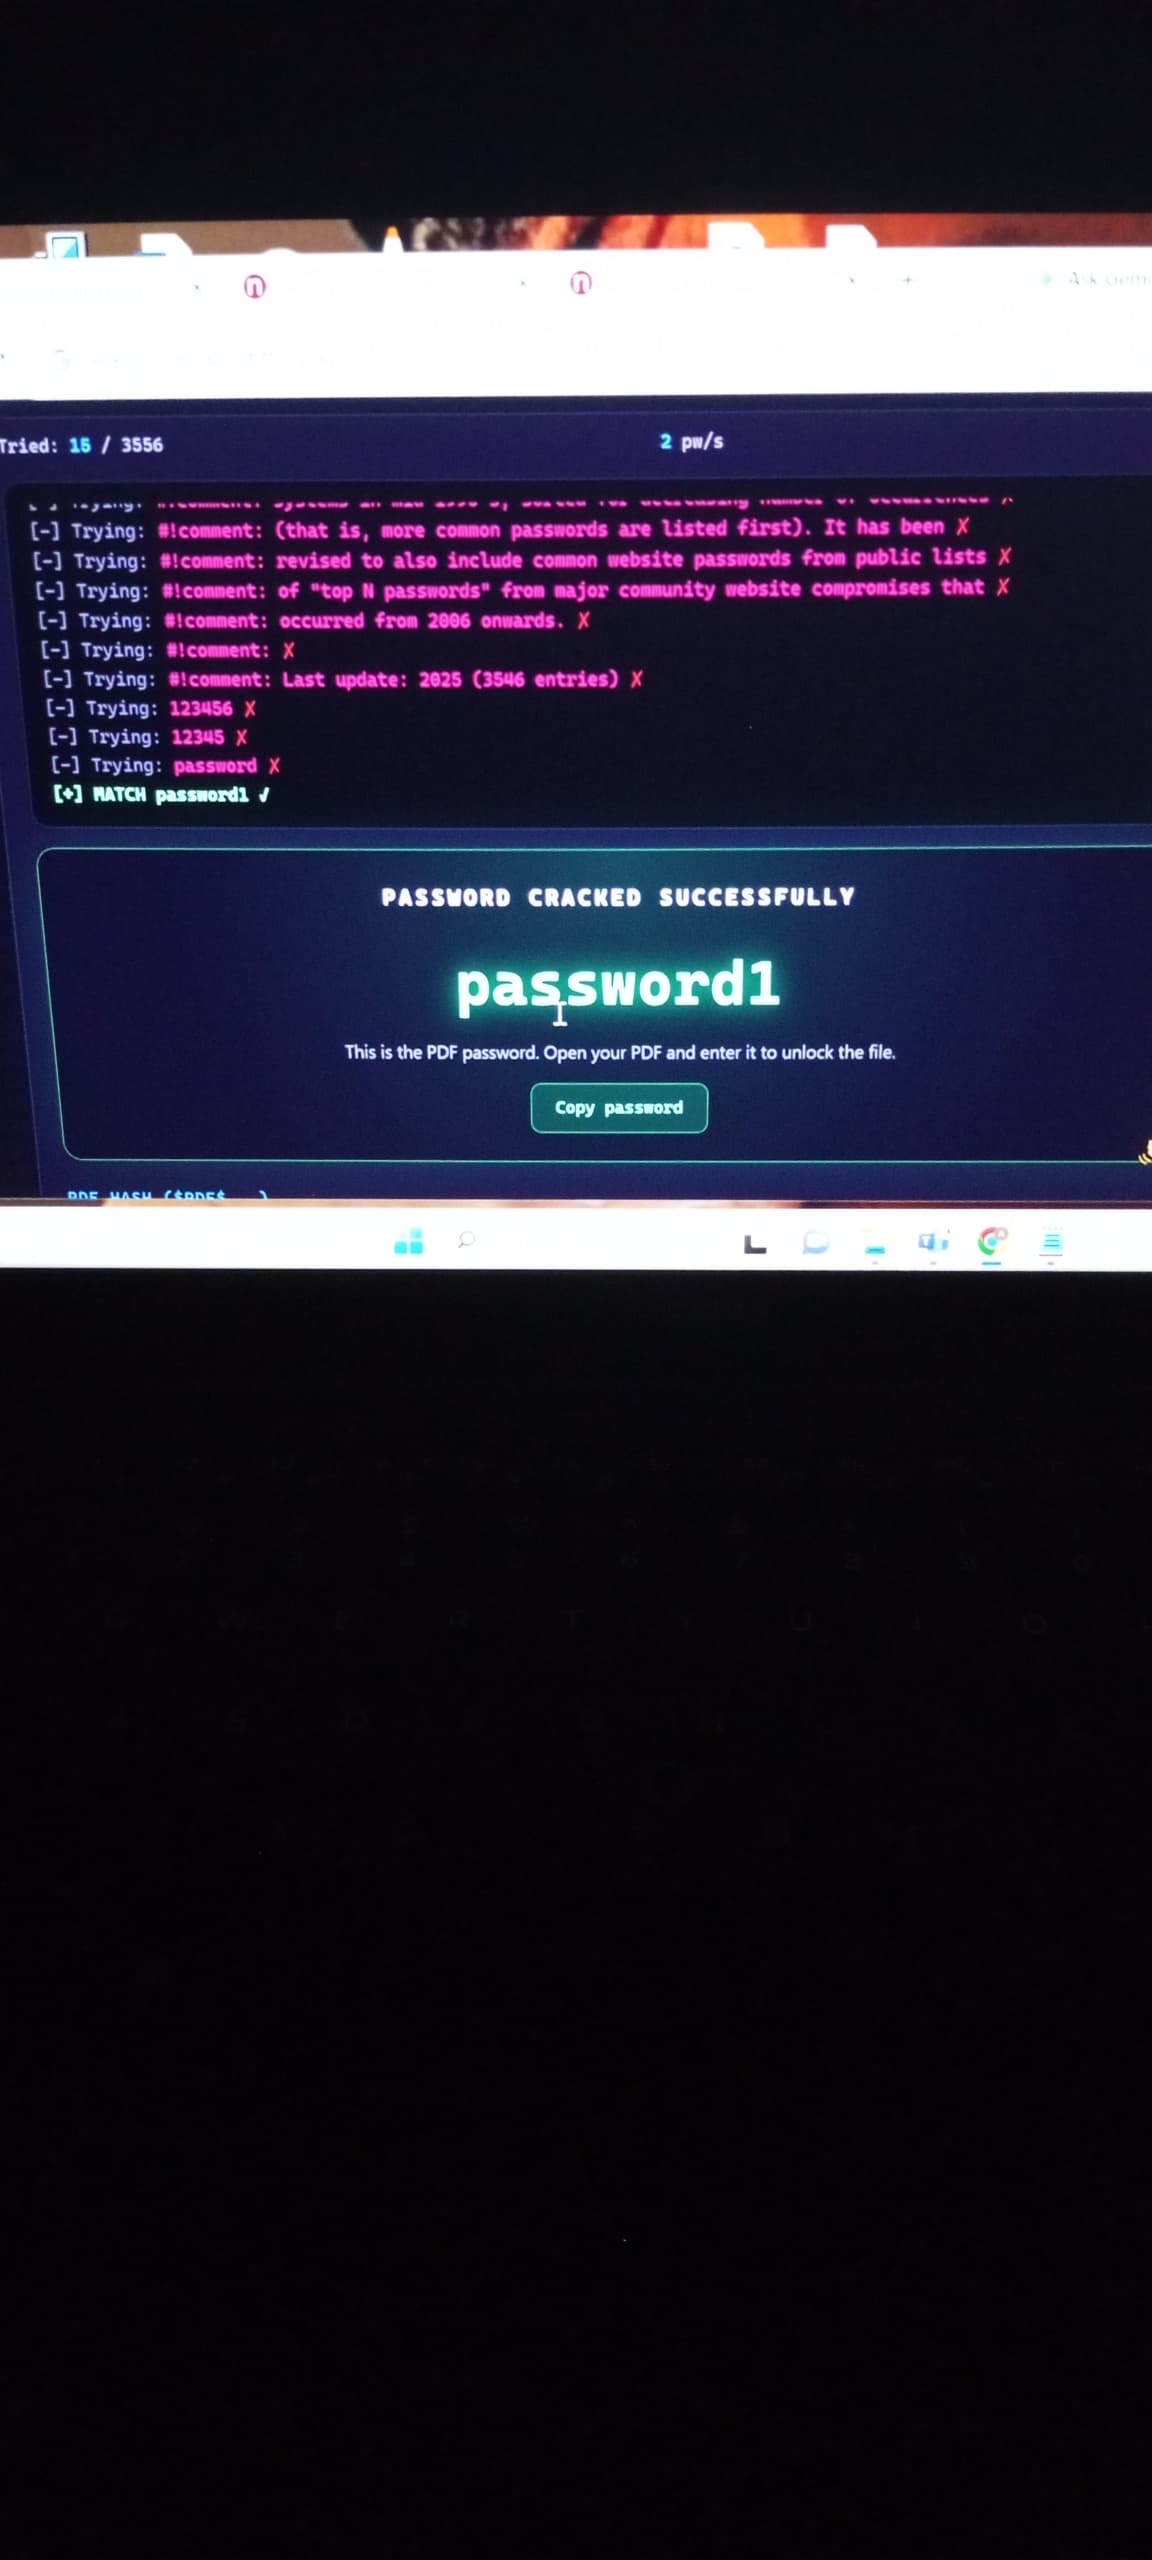 Tried: 15 / 3556
2 pw/s
[-] Trying: #!comment: (that is, more common passwords are listed first). It has been X
[-] Trying: #!comment: revised to also include common website passwords from public lists X
[-] Trying: #!comment: of "top N passwords" from major community website compromises that X
[-] Trying: #!comment: occurred from 2006 onwards. X
[-] Trying: #!comment: X
[-] Trying: #!comment: Last update: 2025 (3546 entries) X
[-] Trying: 123456 X
[-] Trying: 12345 X
[-] Trying: password X
[+] MATCH password1 ✓
PASSWORD CRACKED SUCCESSFULLY
password1
This is the PDF password. Open your PDF and enter it to unlock the file.
Copy password